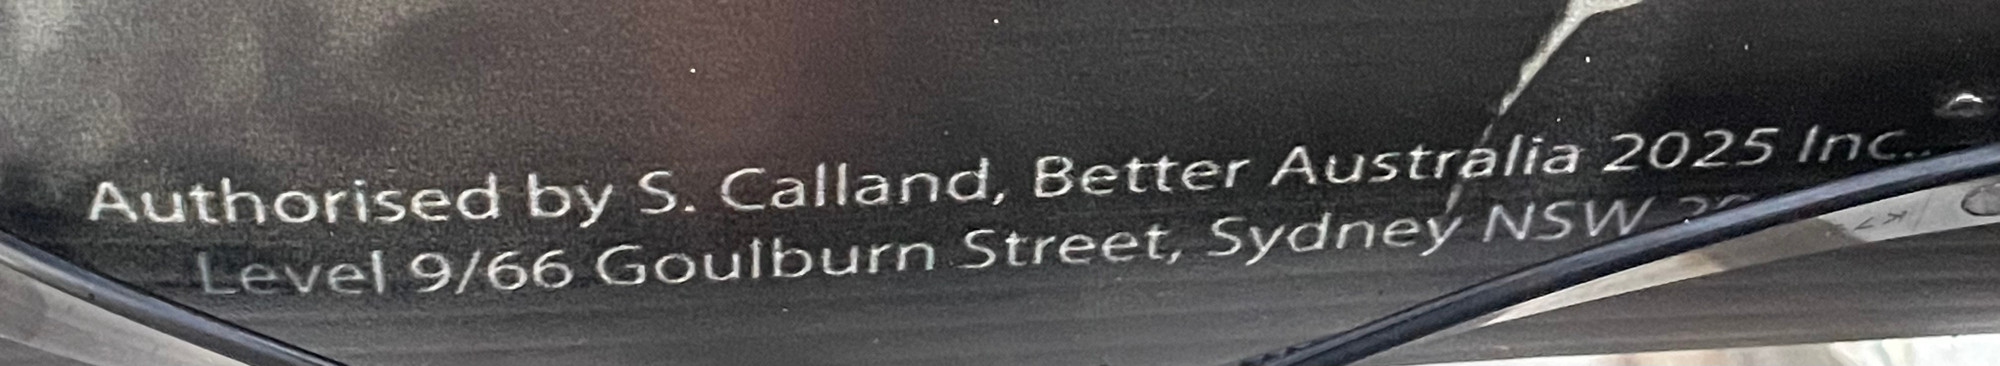 Authorised by S. Calland, Better Australia 2025 Inc..
Level 9/66 Goulburn Street, Sydney NSW